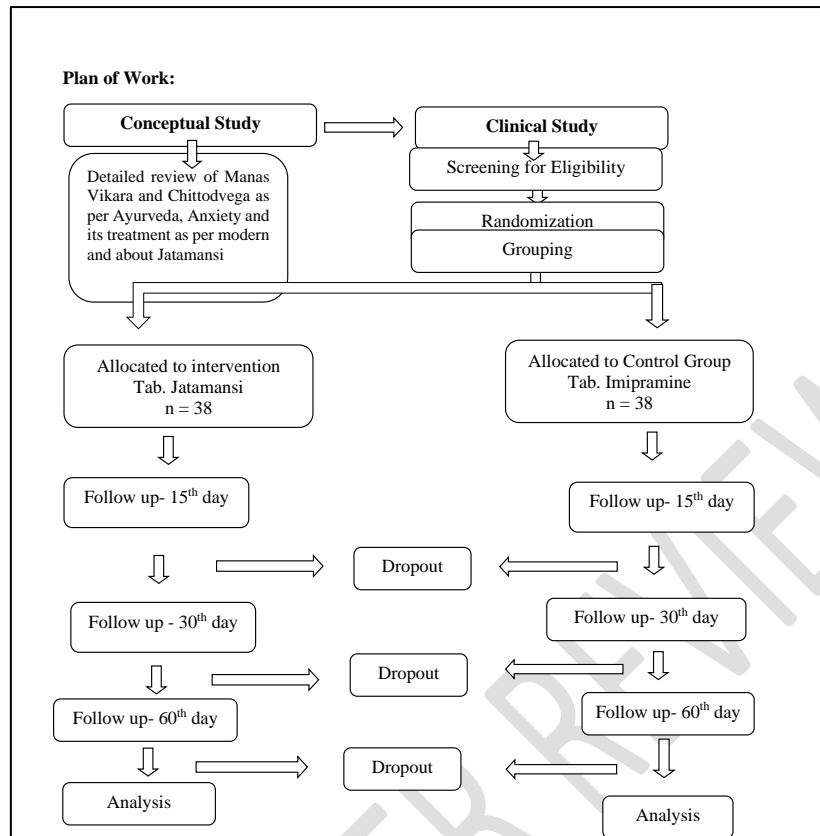 Plan of Work:
Conceptual Study
Clinical Study
Detailed review of Manas
Vikara and Chittodvega as
per Ayurveda, Anxiety and
its treatment as per modern
and about Jatamansi
Screening for Eligibility
Randomization
Grouping
Allocated to intervention
Tab. Jatamansi
n = 38
Allocated to Control Group
Tab. Imipramine
n = 38
Follow up- 15th day
Follow up- 15th day
Dropout
Follow up - 30th day
Follow up- 30th day
Dropout
Follow up- 60th day
Follow up- 60th day
Dropout
Analysis
Analysis
ER REVIEW